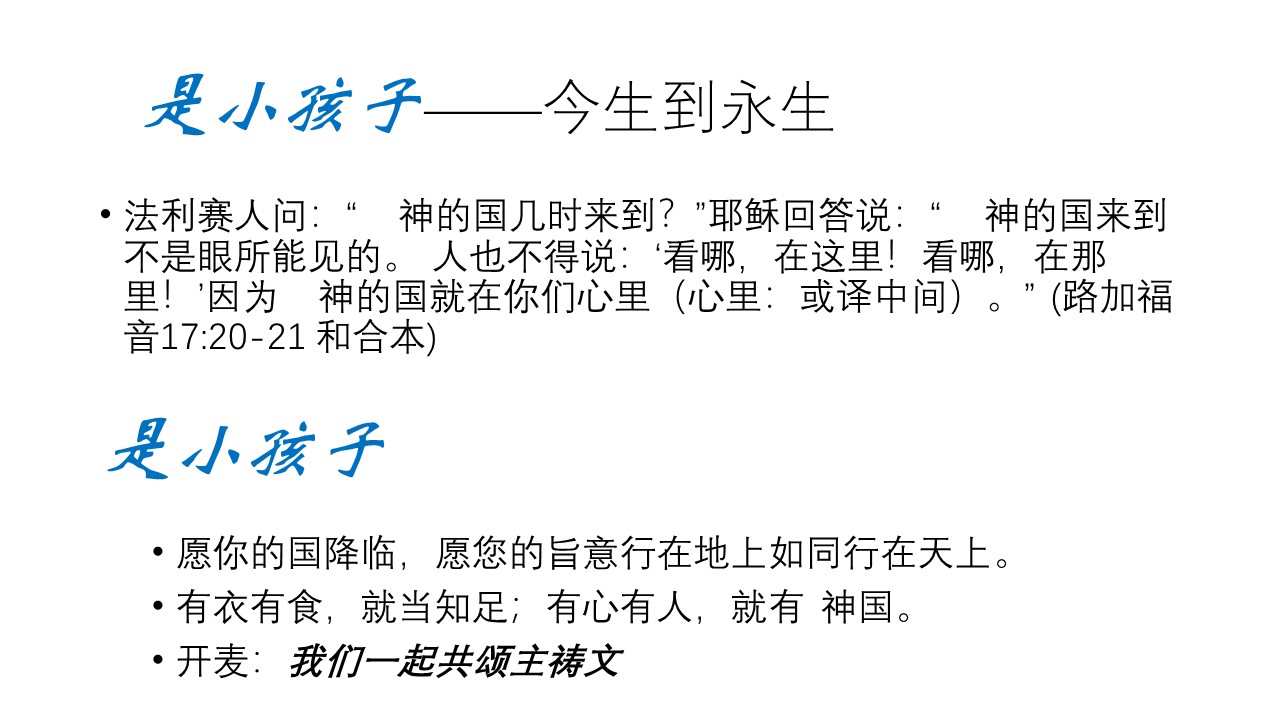 是小孩子——今生到永生
• 法利赛人问：“　神的国几时来到？”耶稣回答说：“　神的国来到
不是眼所能见的。 人也不得说：‘看哪，在这里！看哪，在那
里！’因为　神的国就在你们心里（心里：或译中间）。” (路加福
音17:20-21 和合本)
是小孩子
• 愿你的国降临，愿您的旨意行在地上如同行在天上。
• 有衣有食，就当知足；有心有人，就有 神国。
• 开麦：我们一起共颂主祷文